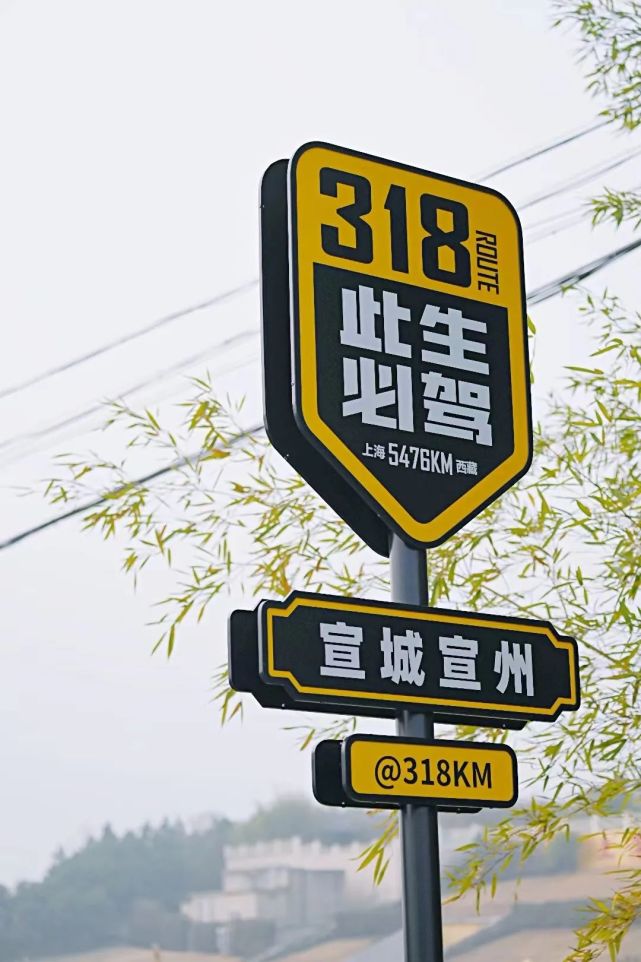 318
ROUTE
此生
必驾
上海 5476KM 西藏
宣城宣州
@318KM